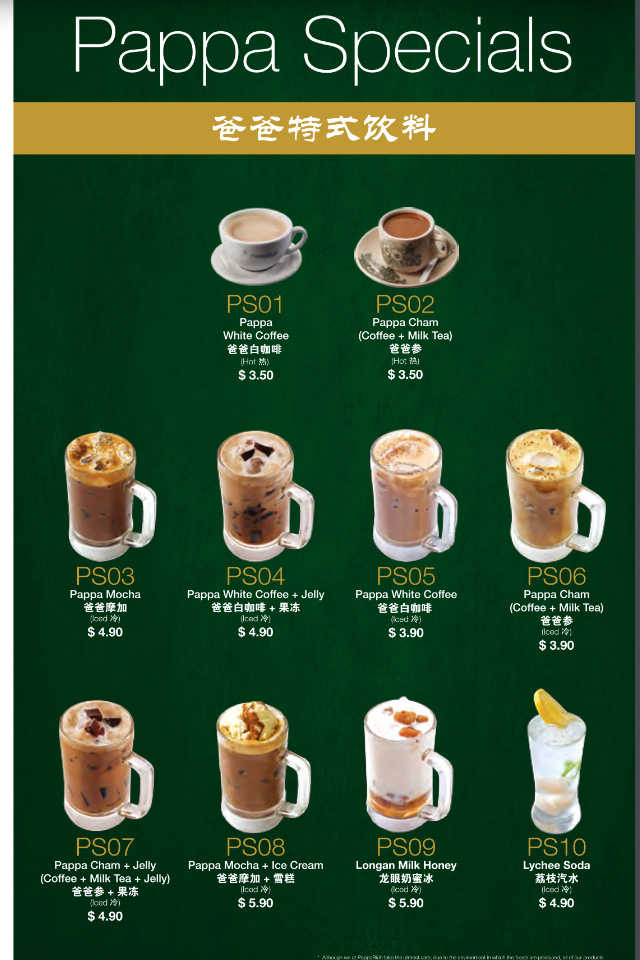 Pappa Specials
爸爸特式饮料
PS01
Pappa
White Coffee
爸爸白咖啡
(Hot 热)
$ 3.50
PS02
Pappa Cham
(Coffee + Milk Tea)
爸爸参
(Hot 热)
$ 3.50
PS03
Pappa Mocha
爸爸摩加
(Iced 冷)
$ 4.90
PS04
Pappa White Coffee + Jelly
爸爸白咖啡 + 果冻
(Iced 冷)
$ 4.90
PS05
Pappa White Coffee
爸爸白咖啡
(Iced 冷)
$ 3.90
PS06
Pappa Cham
(Coffee + Milk Tea)
爸爸参
(Iced 冷)
$ 3.90
PS07
Pappa Cham + Jelly
(Coffee + Milk Tea + Jelly)
爸爸参 + 果冻
(Iced 冷)
$ 4.90
PS08
Pappa Mocha + Ice Cream
爸爸摩加 + 雪糕
(Iced 冷)
$ 5.90
PS09
Longan Milk Honey
龙眼奶蜜冰
(Iced 冷)
$ 5.90
PS10
Lychee Soda
荔枝汽水
(Iced 冷)
$ 4.90
* Although we at PappaRich take the utmost care, due to the environment in which the foods are produced, all of our products